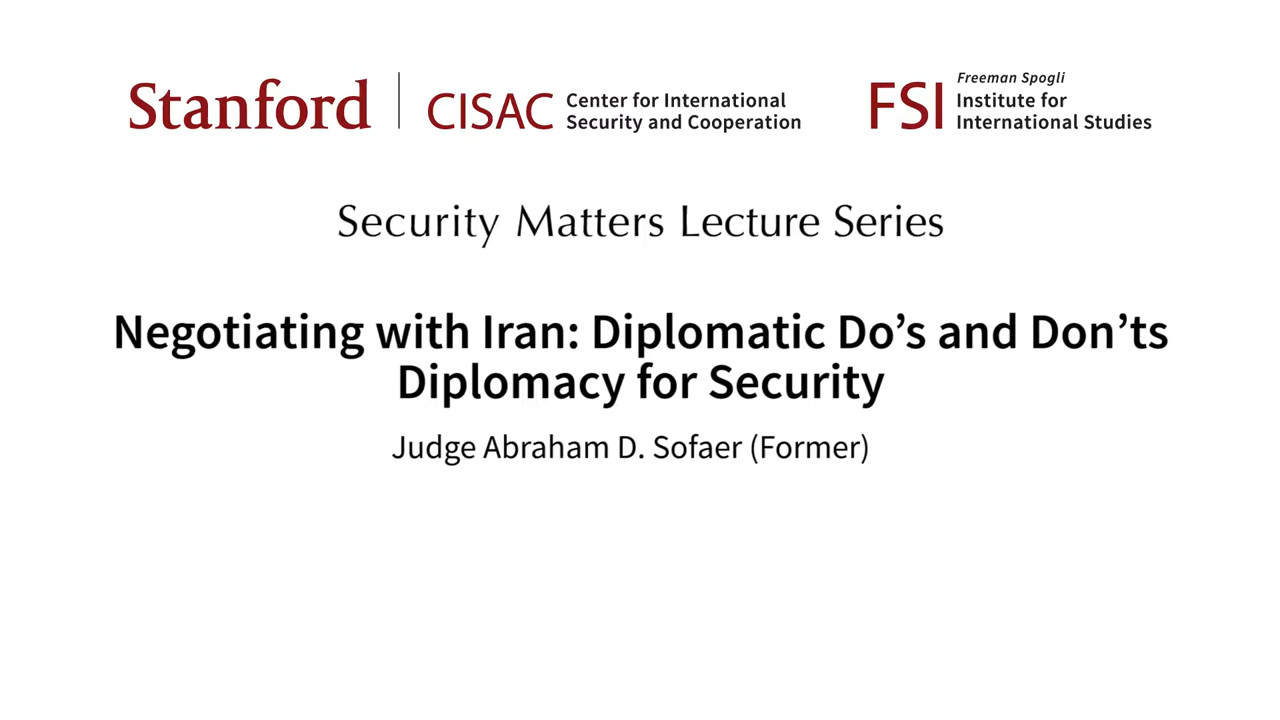 Stanford
CISAC
Center for International
Security and Cooperation
FSI
Freeman Spogli
Institute for
International Studies
Security Matters Lecture Series
Negotiating with Iran: Diplomatic Do’s and Don’ts
Diplomacy for Security
Judge Abraham D. Sofaer (Former)